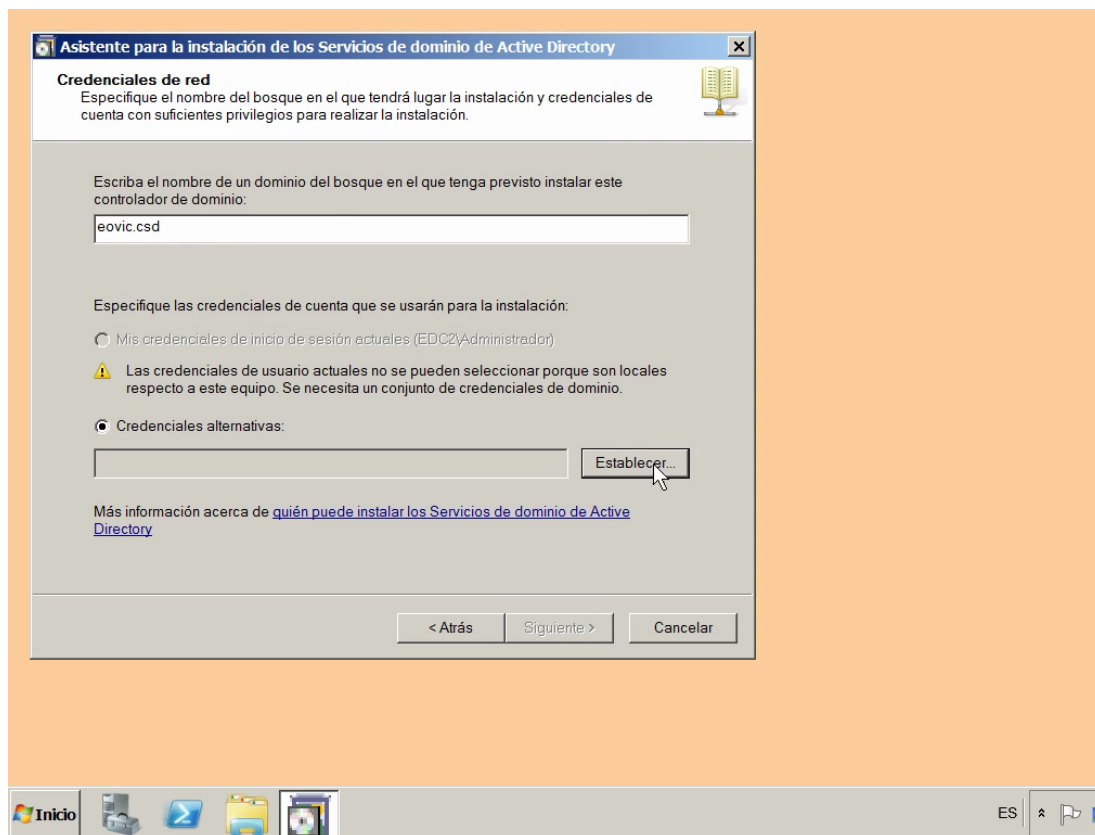 Asistente para la instalación de los Servicios de dominio de Active Directory
Credenciales de red
Especifique el nombre del bosque en el que tendrá lugar la instalación y credenciales de
cuenta con suficientes privilegios para realizar la instalación.
Escriba el nombre de un dominio del bosque en el que tenga previsto instalar este
controlador de dominio:
eovic.csd
Especifique las credenciales de cuenta que se usarán para la instalación:
Mis credenciales de inicio de sesión actuales (EDC2\Administrador)
Las credenciales de usuario actuales no se pueden seleccionar porque son locales
respecto a este equipo. Se necesita un conjunto de credenciales de dominio.
Credenciales alternativas:
Establecer...
Más información acerca de quién puede instalar los Servicios de dominio de Active
Directory
< Atrás Siguiente > Cancelar
Inicio ES